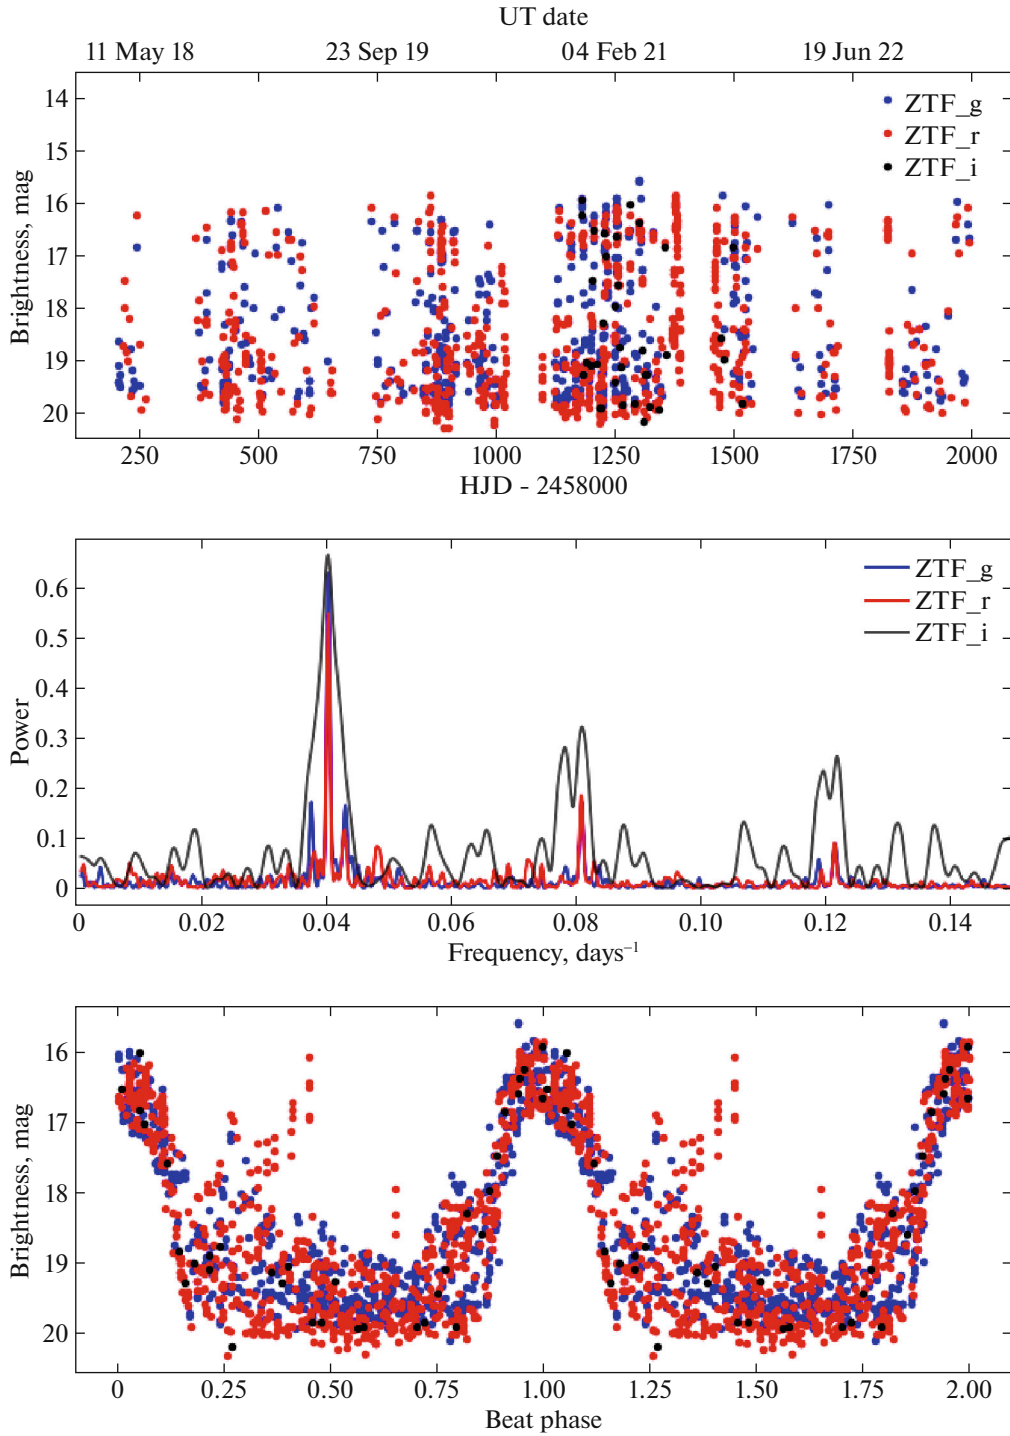 UT date
11 May 18 23 Sep 19 04 Feb 21 19 Jun 22
14
15
16
17
18
19
20
Brightness, mag
ZTF_g
ZTF_r
ZTF_i
250 500 750 1000 1250 1500 1750 2000
HJD - 2458000
0.6
0.5
0.4
0.3
0.2
0.1
0
Power
ZTF_g
ZTF_r
ZTF_i
0 0.02 0.04 0.06 0.08 0.10 0.12 0.14
Frequency, days⁻¹
16
17
18
19
20
Brightness, mag
0 0.25 0.50 0.75 1.00 1.25 1.50 1.75 2.00
Beat phase